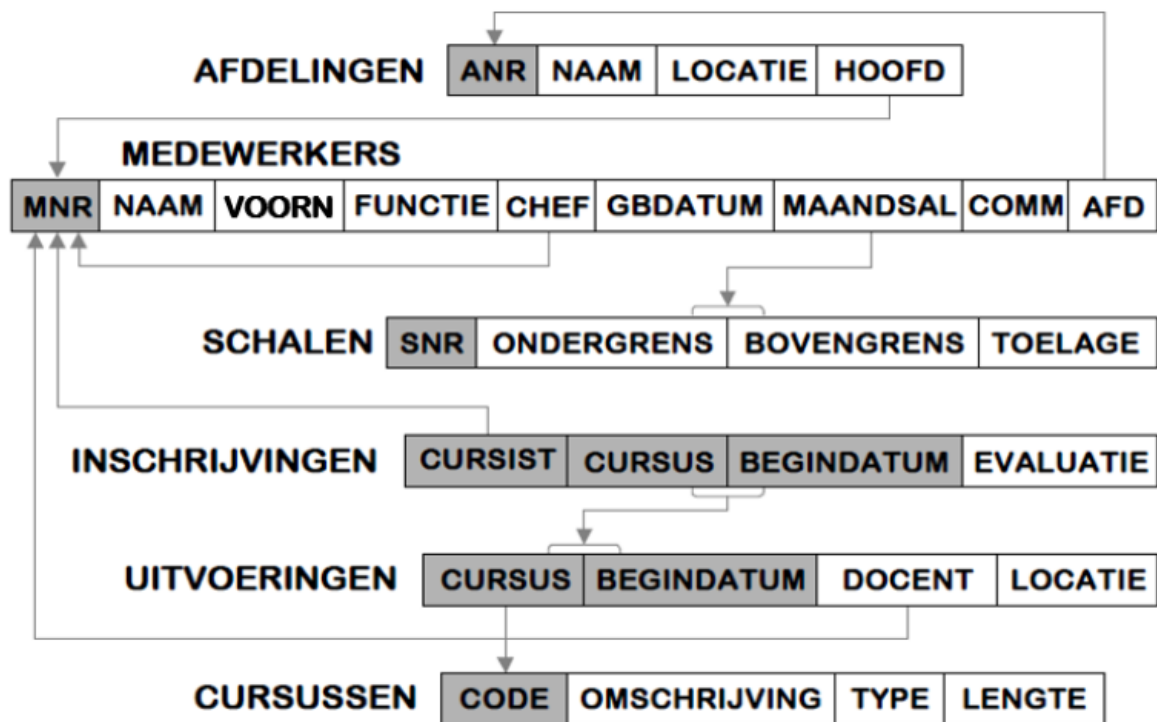 AFDELINGEN ANR NAAM LOCATIE HOOFD
MEDEWERKERS
MNR NAAM VOORN FUNCTIE CHEF GBDATUM MAANDSAL COMM AFD
SCHALEN SNR ONDERGRENS BOVENGRENS TOELAGE
INSCHRIJVINGEN CURSIST CURSUS BEGINDATUM EVALUATIE
UITVOERINGEN CURSUS BEGINDATUM DOCENT LOCATIE
CURSUSSEN CODE OMSCHRIJVING TYPE LENGTE